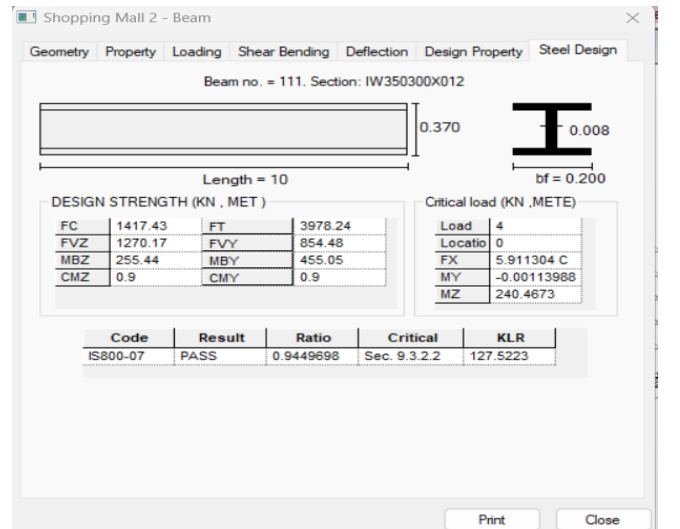 Shopping Mall 2 - Beam
Geometry Property Loading Shear Bending Deflection Design Property Steel Design
Beam no. = 111. Section: IW350300X012
0.370
0.008
Length = 10
bf = 0.200
DESIGN STRENGTH (KN , MET )
Critical load (KN ,METE)
FC 1417.43 FT 3978.24
FVZ 1270.17 FVY 854.48
MBZ 255.44 MBY 455.05
CMZ 0.9 CMY 0.9
Load 4
Locatio 0
FX 5.911304 C
MY -0.00113988
MZ 240.4673
Code Result Ratio Critical KLR
IS800-07 PASS 0.9449698 Sec. 9.3.2.2 127.5223
Print Close